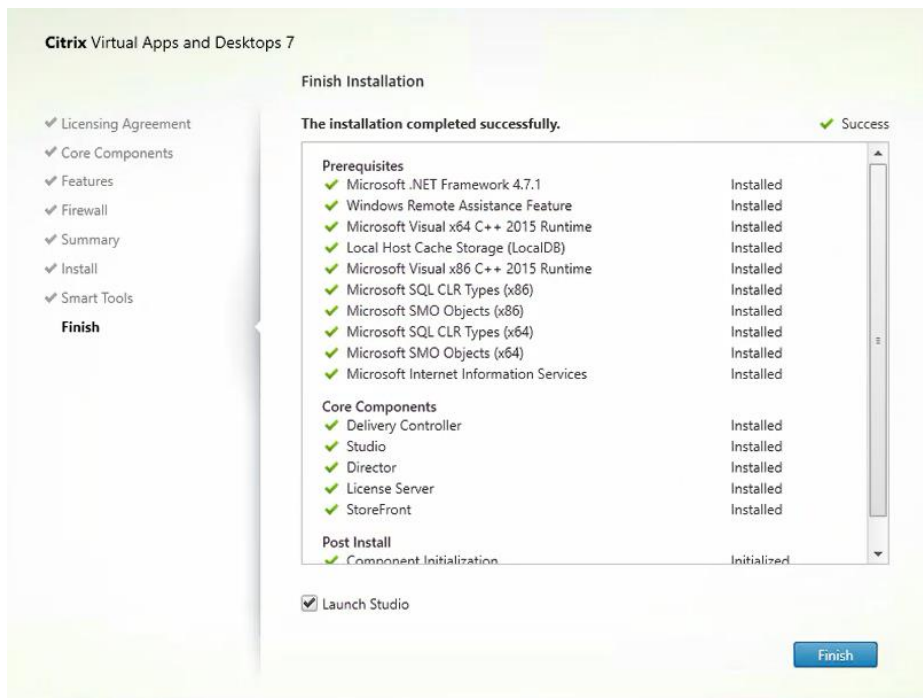 Citrix Virtual Apps and Desktops 7
Finish Installation
Licensing Agreement
Core Components
Features
Firewall
Summary
Install
Smart Tools
Finish
The installation completed successfully. Success
Prerequisites
Microsoft .NET Framework 4.7.1 Installed
Windows Remote Assistance Feature Installed
Microsoft Visual x64 C++ 2015 Runtime Installed
Local Host Cache Storage (LocalDB) Installed
Microsoft Visual x86 C++ 2015 Runtime Installed
Microsoft SQL CLR Types (x86) Installed
Microsoft SMO Objects (x86) Installed
Microsoft SQL CLR Types (x64) Installed
Microsoft SMO Objects (x64) Installed
Microsoft Internet Information Services Installed
Core Components
Delivery Controller Installed
Studio Installed
Director Installed
License Server Installed
StoreFront Installed
Post Install
Component Initialization Initialized
Launch Studio
Finish